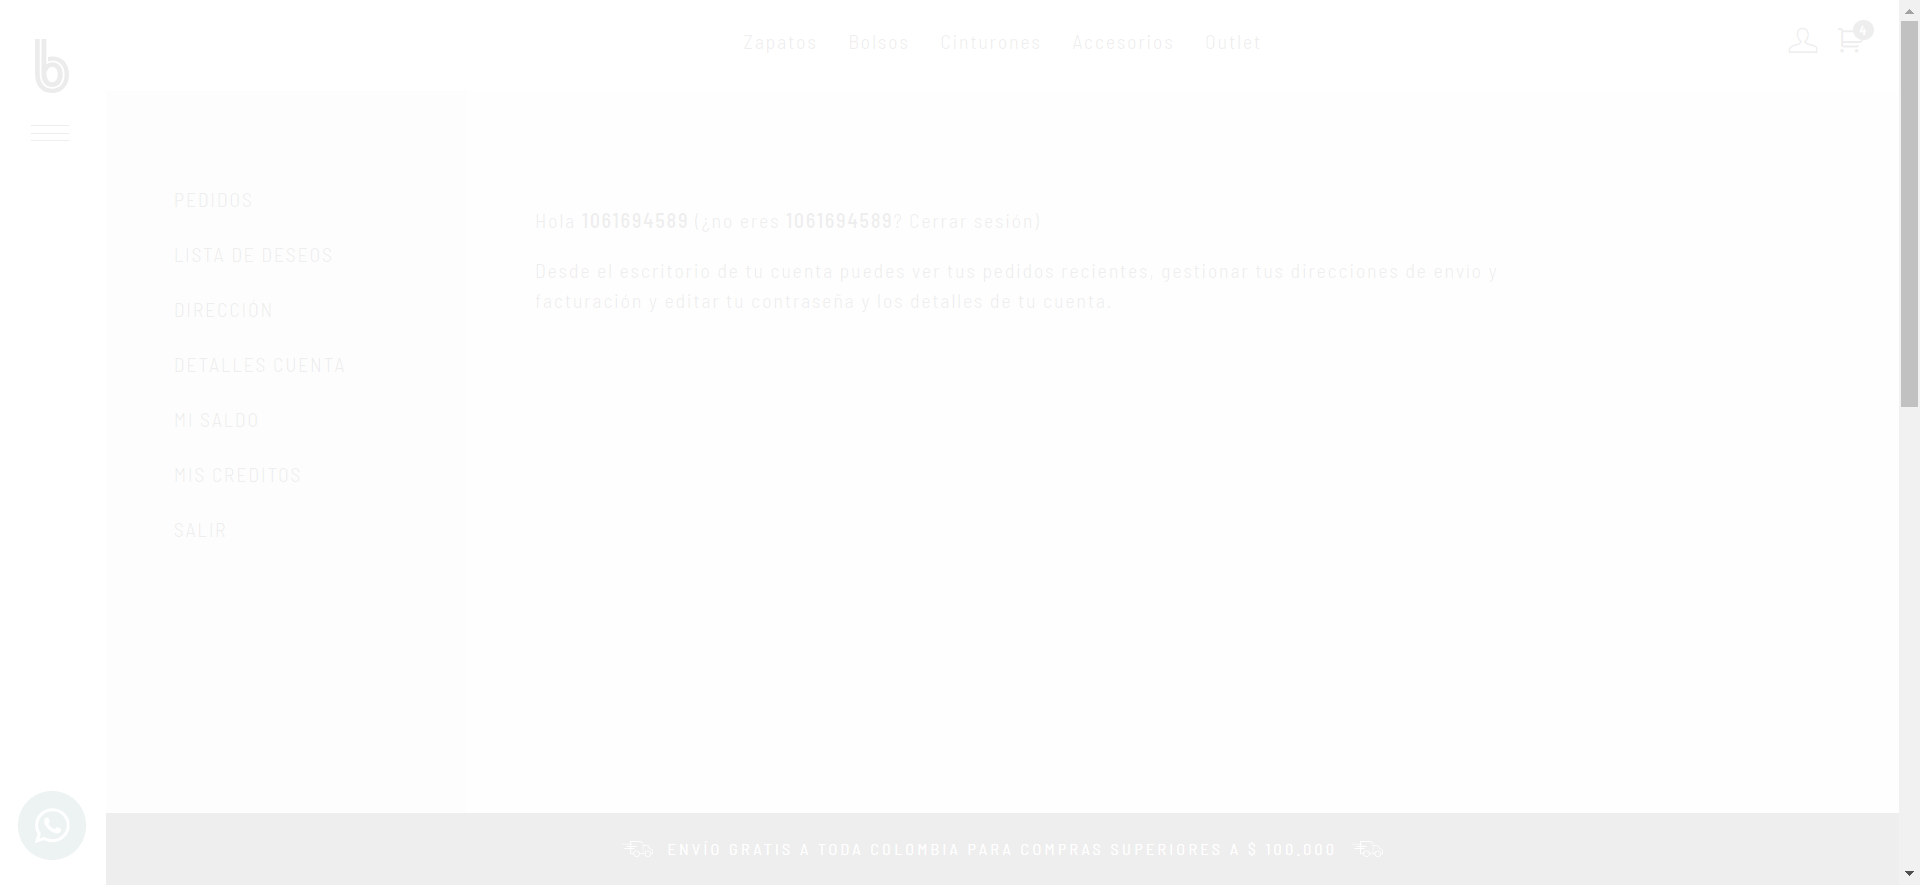 b
Zapatos Bolsos Cinturones Accesorios Outlet
4
PEDIDOS
LISTA DE DESEOS
DIRECCIÓN
DETALLES CUENTA
MI SALDO
MIS CREDITOS
SALIR
Hola 1061694589 (¿no eres 1061694589? Cerrar sesión)
Desde el escritorio de tu cuenta puedes ver tus pedidos recientes, gestionar tus direcciones de envío y
facturación y editar tu contraseña y los detalles de tu cuenta.
ENVÍO GRATIS A TODA COLOMBIA PARA COMPRAS SUPERIORES A $ 100.000